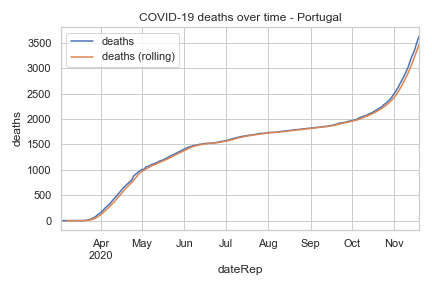 COVID-19 deaths over time - Portugal
deaths
deaths (rolling)
3500
3000
2500
2000
1500
1000
500
0
deaths
Apr May Jun Jul Aug Sep Oct Nov
2020
dateRep